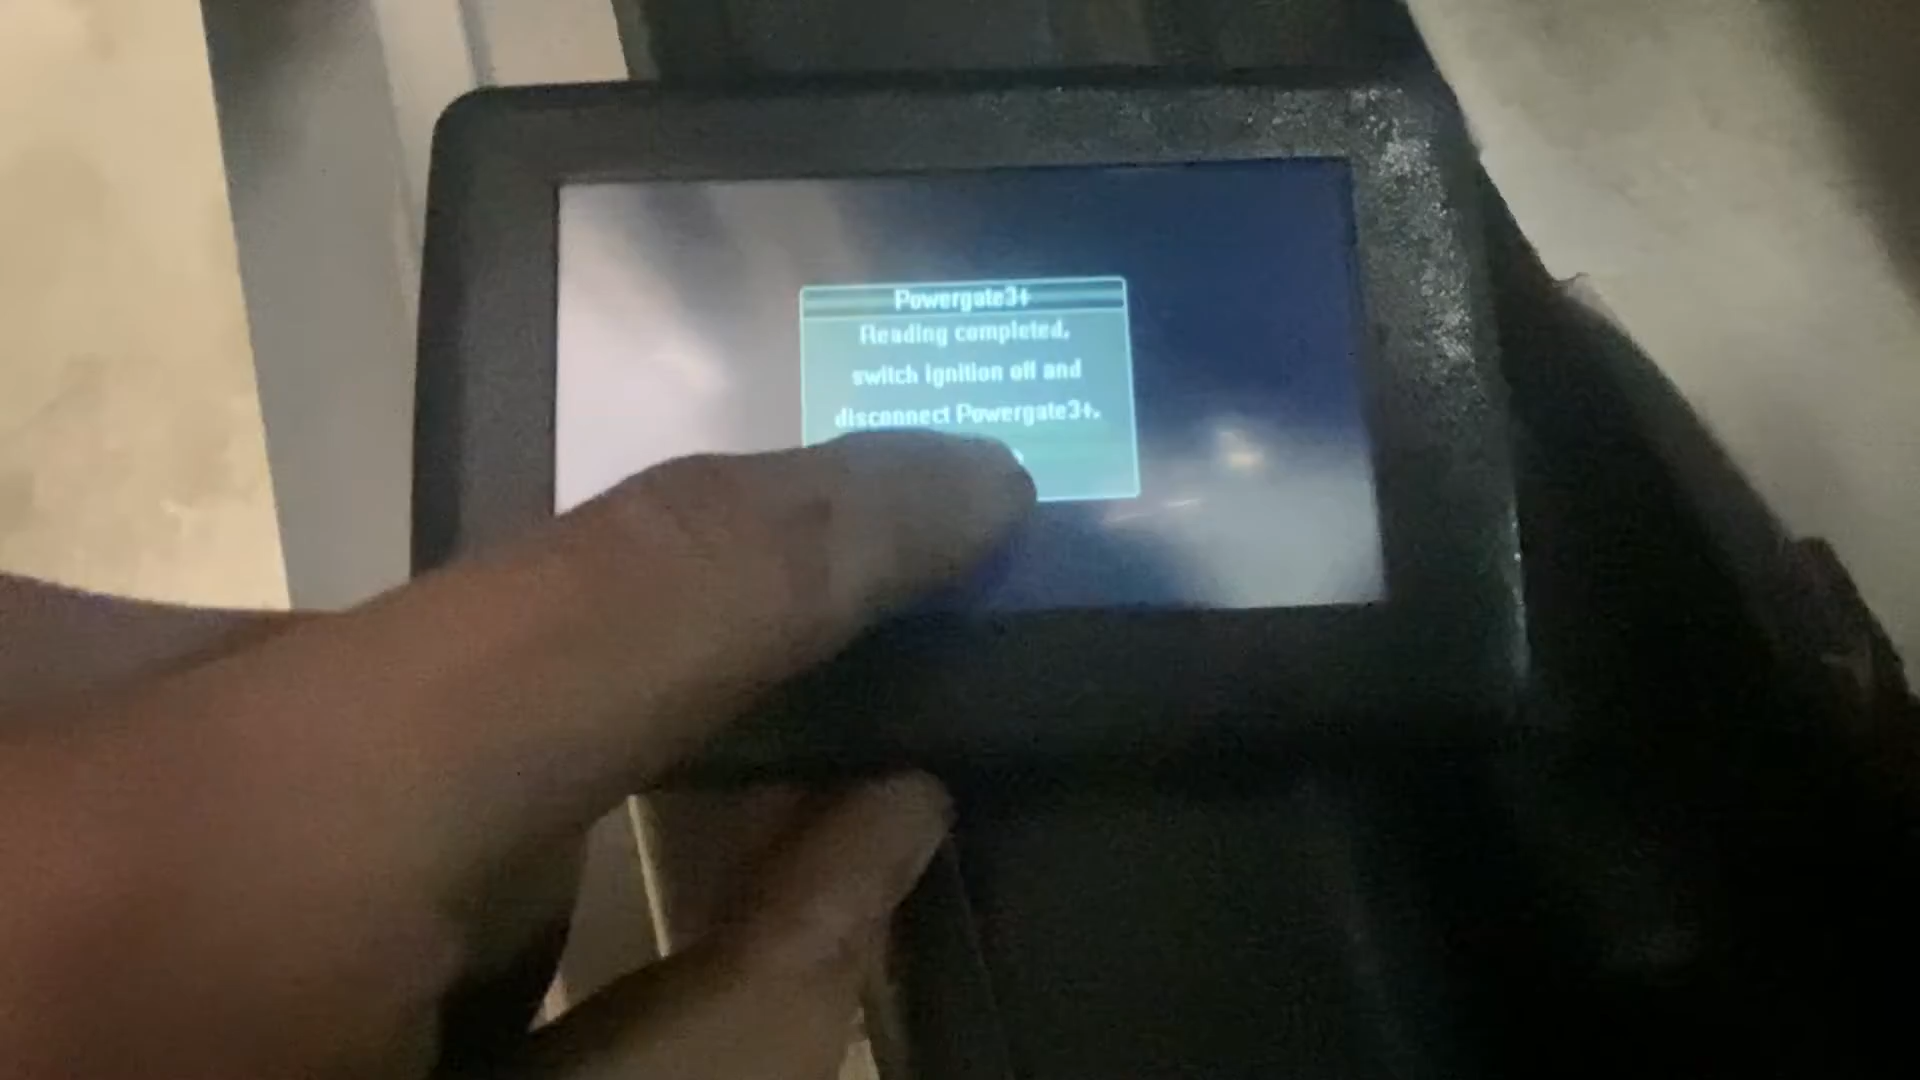 Powergate3+
Reading completed,
switch ignition off and
disconnect Powergate3+.